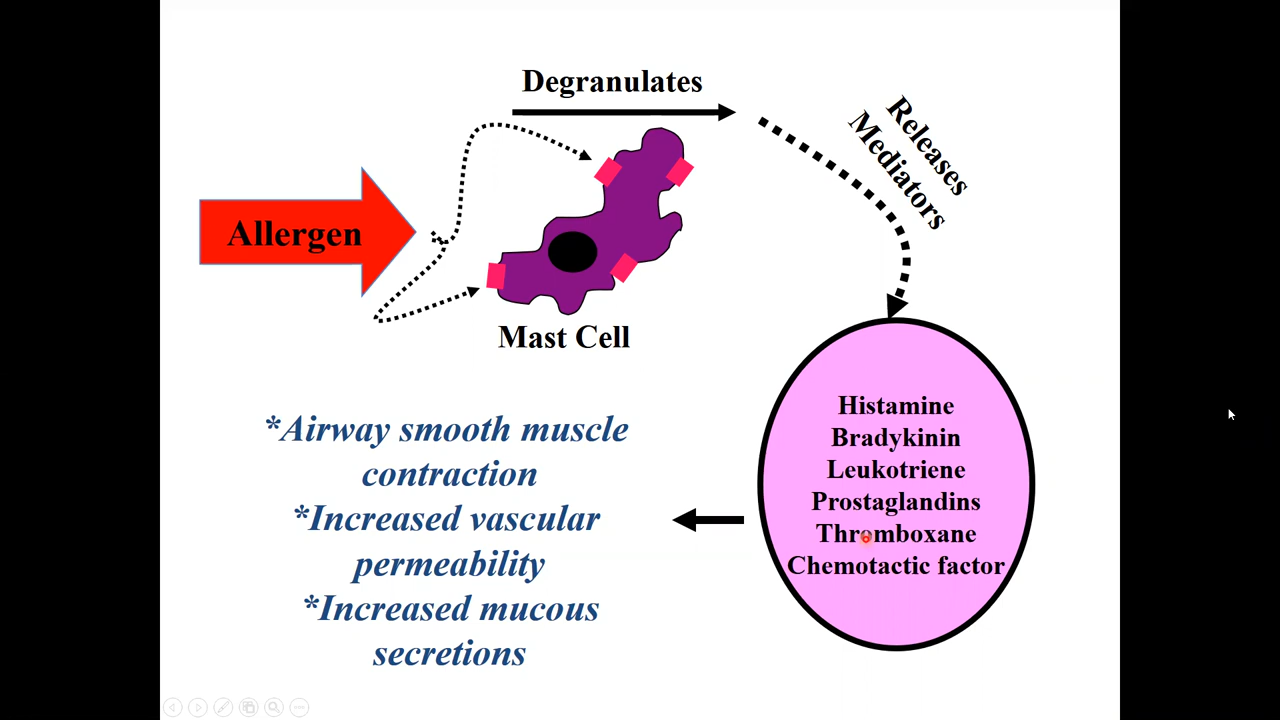 Degranulates
Releases
Mediators
Allergen
Mast Cell
Histamine
Bradykinin
Leukotriene
Prostaglandins
Thromboxane
Chemotactic factor
*Airway smooth muscle
contraction
*Increased vascular
permeability
*Increased mucous
secretions